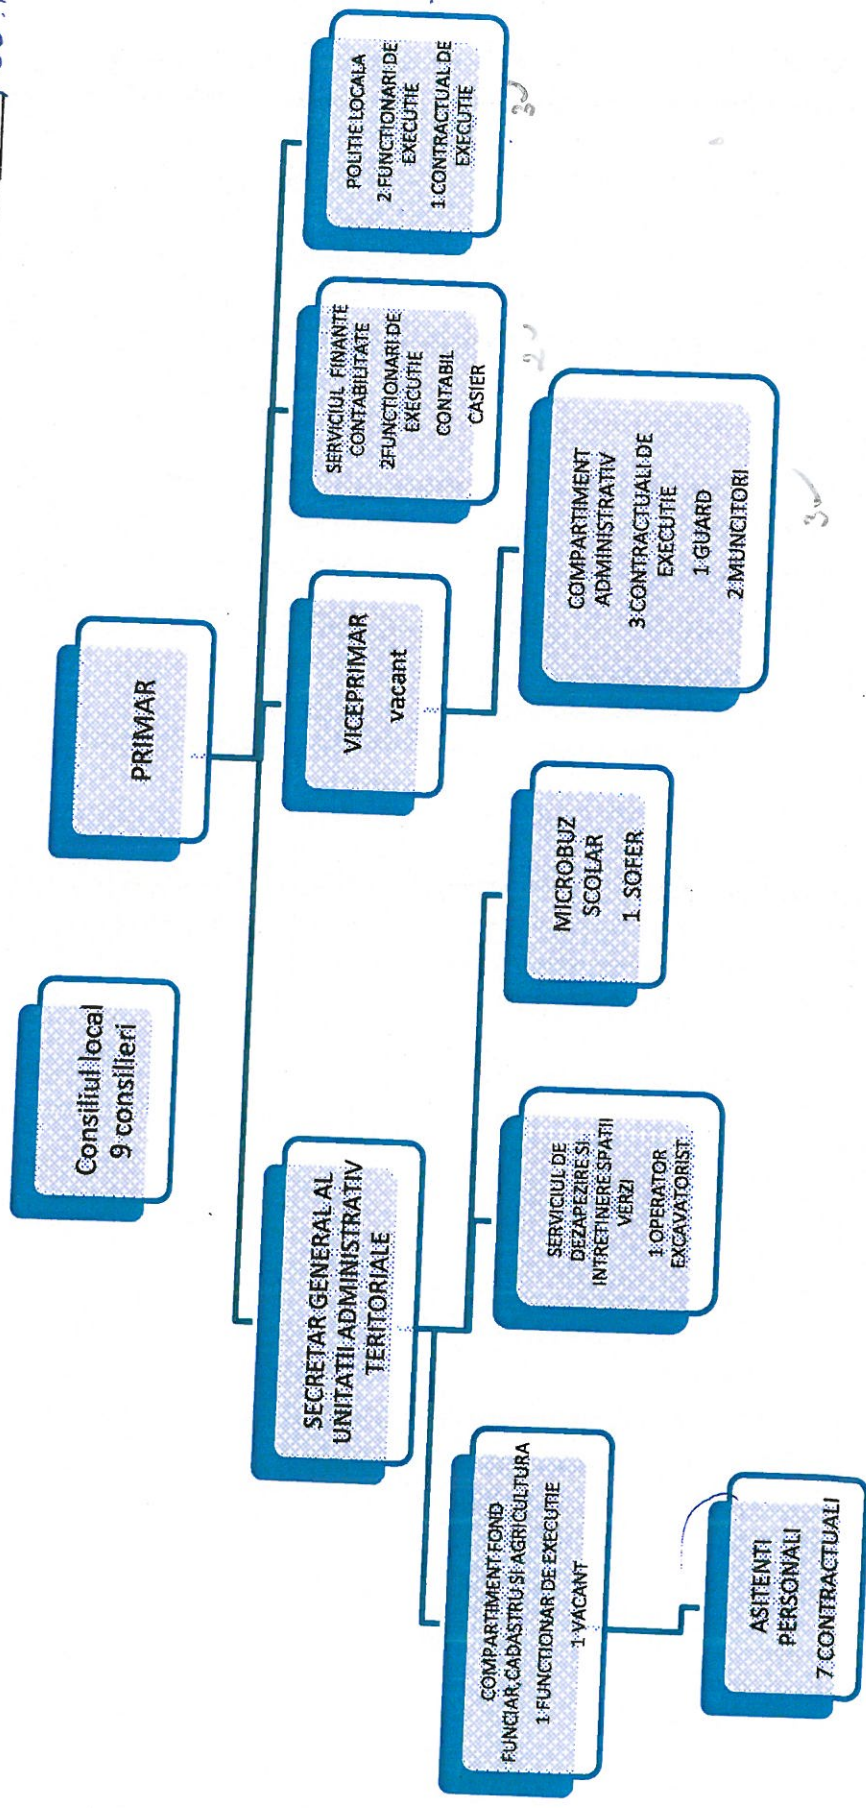 Consiliul local
9 consilieri
PRIMAR
SECRETAR GENERAL AL
UNITATII ADMINISTRATIV
TERITORIALE
VICEPRIMAR
vacant
SERVICIUL FINANTE
CONTABILITATE
2FUNCTIONARI DE
EXECUTIE
CONTABIL
CASIER
2
POLITIE LOCALA
2 FUNCTIONARI DE
EXECUTIE
1 CONTRACTUAL DE
EXECUTIE
3
COMPARTIMENT FOND
FUNCIAR,CADASTRU SI AGRICULTURA
1 FUNCTIONAR DE EXECUTIE
1 VACANT
SERVICIUL DE
DEZAPEZIRE SI
INTRETINERE SPATII
VERZI
1 OPERATOR
EXCAVATORIST
MICROBUZ
SCOLAR
1 SOFER
COMPARTIMENT
ADMINISTRATIV
3 CONTRACTUALI DE
EXECUTIE
1 GUARD
2 MUNCITORI
3
ASITENTI
PERSONALI
7 CONTRACTUALI